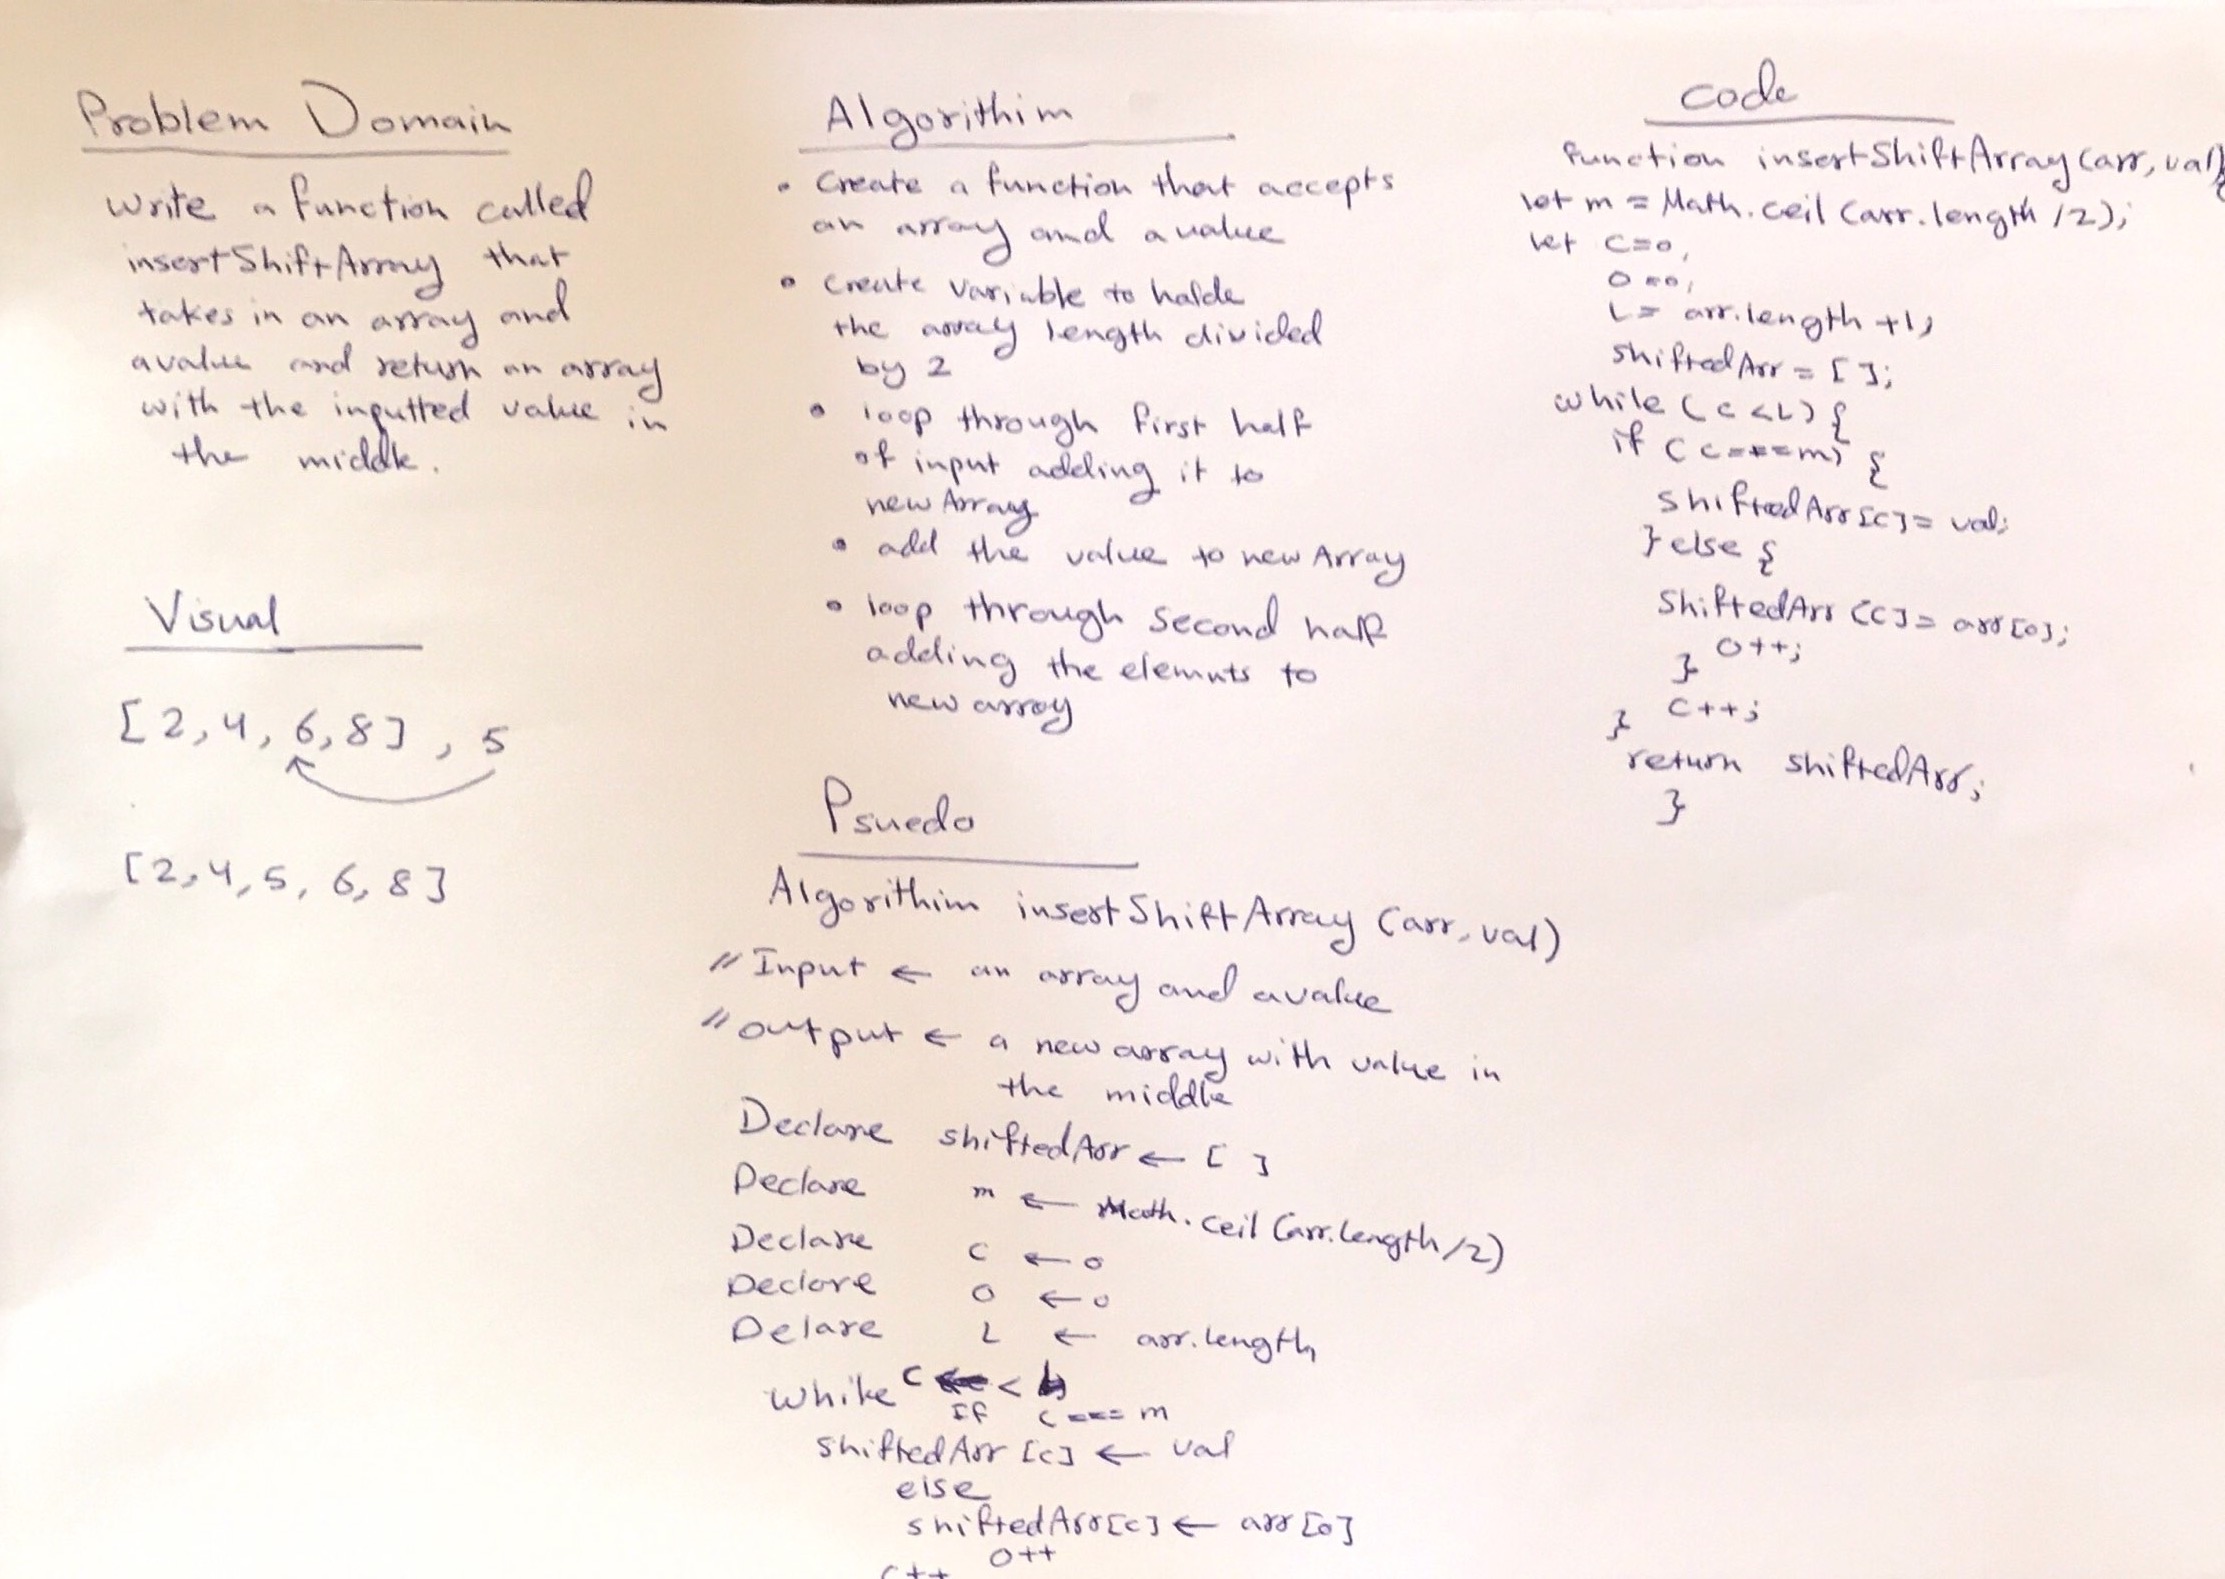 Problem Domain
write a function called
insertShiftArray that
takes in an array and
a value and return an array
with the inputted value in
the middle.
Visual
[2,4,6,8] , 5
[2,4,5,6,8]
Algorithim
• Create a function that accepts
an array and a value
• create variable to halde
the array length divided
by 2
• loop through first half
of input adding it to
new Array
• add the value to new Array
• loop through second half
adding the elemnts to
new array
Psuedo
Algorithim insertShiftArray (arr, val)
// Input ← an array and a value
// output ← a new array with value in
the middle
Declare shiftedArr ← [ ]
Declare m ← Math.ceil (arr.length/2)
Declare c ← 0
Declare o ← 0
Delare L ← arr.length
while c < L
If c === m
shiftedArr [c] ← val
else
shiftedArr[c] ← arr [o]
o++
c++
code
function insertShiftArray (arr, val){
let m = Math.ceil (arr.length /2);
let c=0,
o=0,
L= arr.length +1,
shiftedArr = [ ];
while (c<L) {
if (c===m) {
shiftedArr[c]= val;
} else {
shiftedArr [c]= arr[o];
o++;
}
c++;
}
return shiftedArr;
}